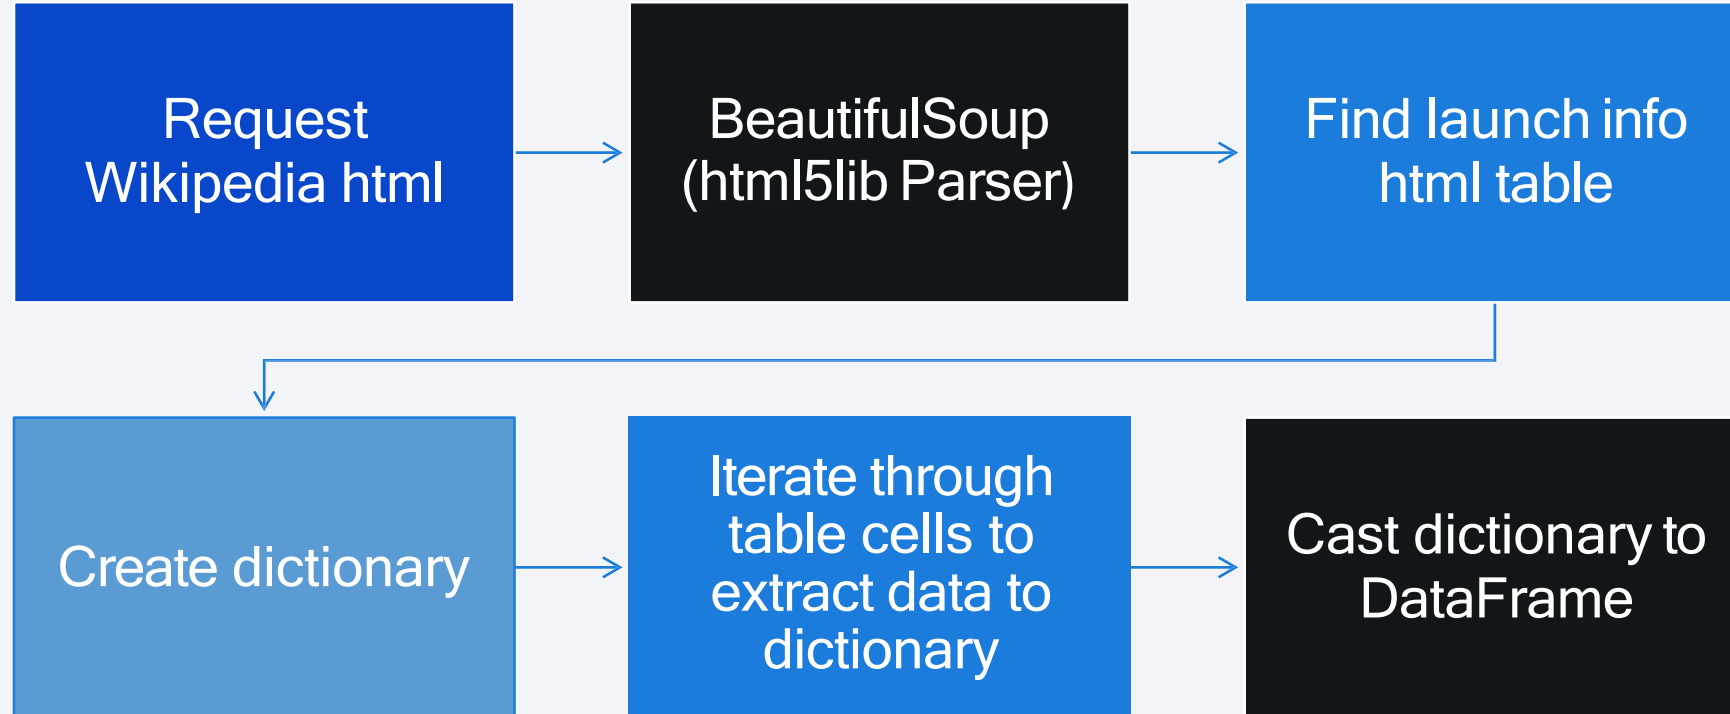 Request
Wikipedia html
BeautifulSoup
(html5lib Parser)
Find launch info
html table
Create dictionary
Iterate through
table cells to
extract data to
dictionary
Cast dictionary to
DataFrame